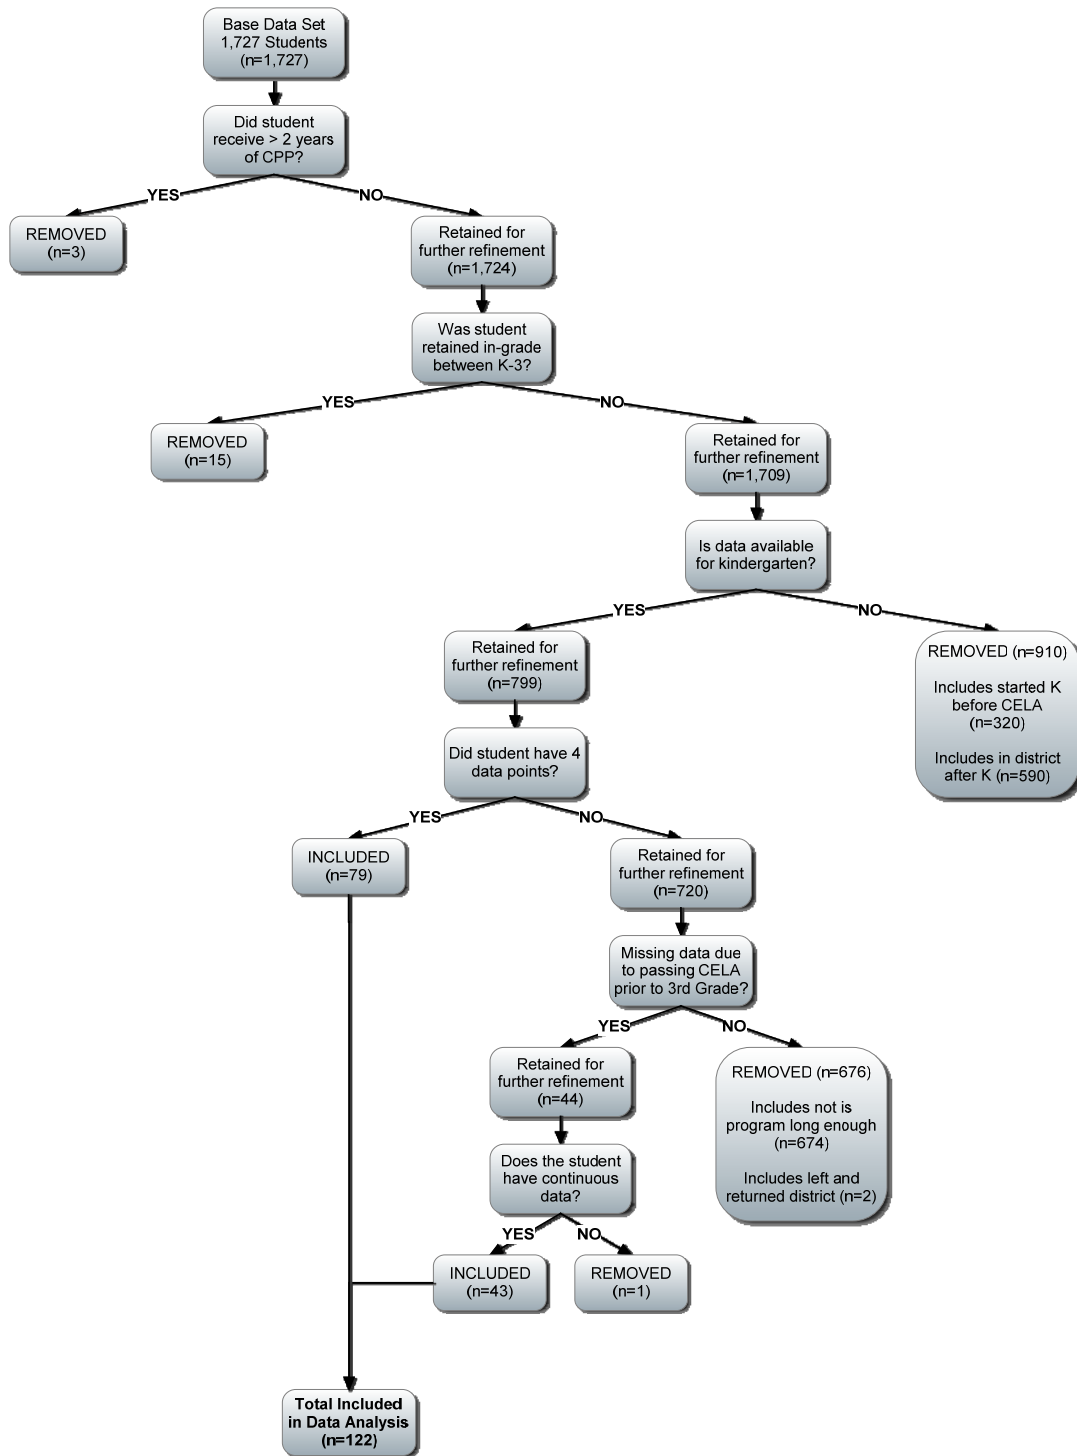 Base Data Set
1,727 Students
(n=1,727)
Did student
receive > 2 years
of CPP?
YES
NO
REMOVED
(n=3)
Retained for
further refinement
(n=1,724)
Was student
retained in-grade
between K-3?
YES
NO
REMOVED
(n=15)
Retained for
further refinement
(n=1,709)
Is data available
for kindergarten?
YES
NO
Retained for
further refinement
(n=799)
REMOVED (n=910)
Includes started K
before CELA
(n=320)
Includes in district
after K (n=590)
Did student have 4
data points?
YES
NO
INCLUDED
(n=79)
Retained for
further refinement
(n=720)
Missing data due
to passing CELA
prior to 3rd Grade?
YES
NO
Retained for
further refinement
(n=44)
REMOVED (n=676)
Includes not is
program long enough
(n=674)
Includes left and
returned district (n=2)
Does the student
have continuous
data?
YES
NO
INCLUDED
(n=43)
REMOVED
(n=1)
Total Included
in Data Analysis
(n=122)